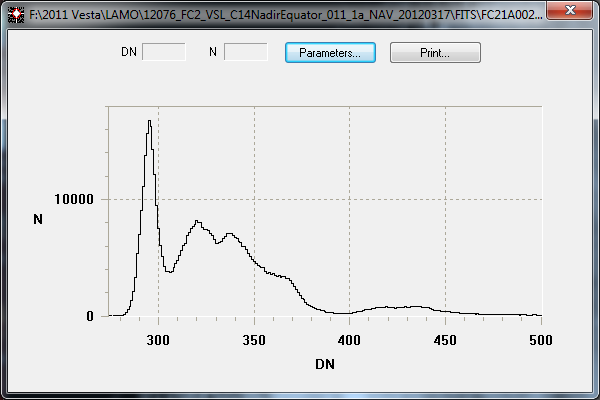 F:\2011 Vesta\LAMO\12076_FC2_VSL_C14NadirEquator_011_1a_NAV_20120317\FITS\FC21A002...
DN N Parameters... Print...
10000
N
0
300 350 400 450 500
DN